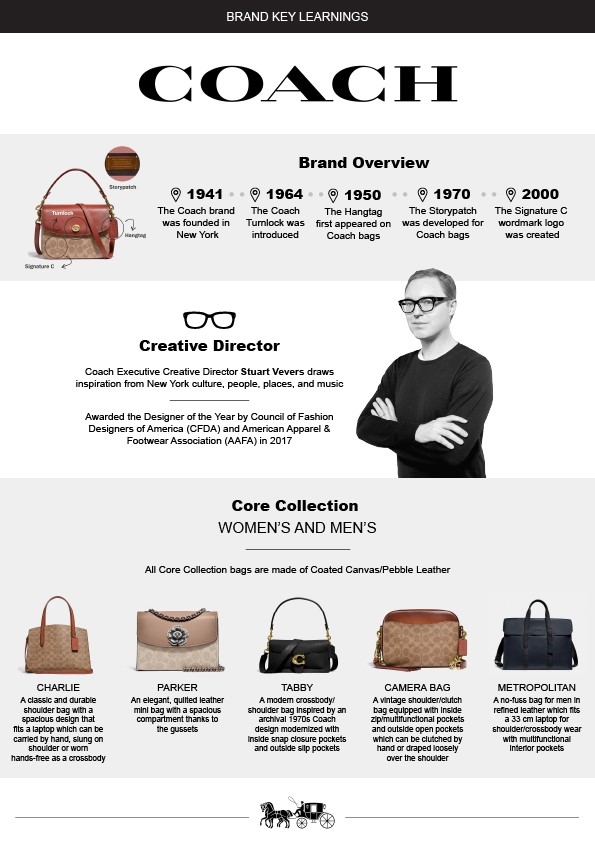 BRAND KEY LEARNINGS
COACH
Storypatch
Turnlock
Hangtag
Signature C
Brand Overview
1941
The Coach brand
was founded in
New York
1964
The Coach
Turnlock was
introduced
1950
The Hangtag
first appeared on
Coach bags
1970
The Storypatch
was developed for
Coach bags
2000
The Signature C
wordmark logo
was created
Creative Director
Coach Executive Creative Director Stuart Vevers draws
inspiration from New York culture, people, places, and music
Awarded the Designer of the Year by Council of Fashion
Designers of America (CFDA) and American Apparel &
Footwear Association (AAFA) in 2017
Core Collection
WOMEN'S AND MEN'S
All Core Collection bags are made of Coated Canvas/Pebble Leather
CHARLIE
A classic and durable
shoulder bag with a
spacious design that
fits a laptop which can be
carried by hand, slung on
shoulder or worn
hands-free as a crossbody
PARKER
An elegant, quilted leather
mini bag with a spacious
compartment thanks to
the gussets
TABBY
A modern crossbody/
shoulder bag inspired by an
archival 1970s Coach
design modernized with
inside snap closure pockets
and outside slip pockets
CAMERA BAG
A vintage shoulder/clutch
bag equipped with inside
zip/multifunctional pockets
and outside open pockets
which can be clutched by
hand or draped loosely
over the shoulder
METROPOLITAN
A no-fuss bag for men in
refined leather which fits
a 33 cm laptop for
shoulder/crossbody wear
with multifunctional
interior pockets